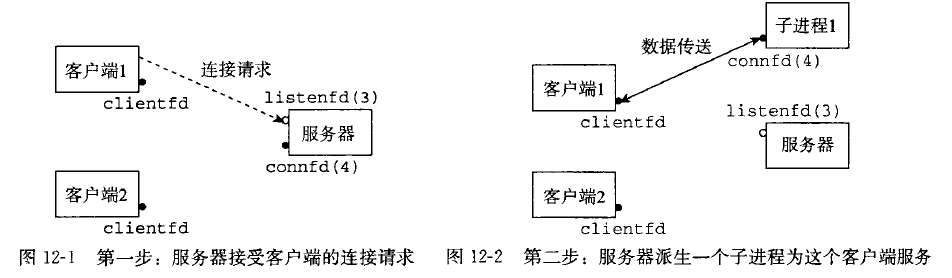 客户端1
连接请求
clientfd
listenfd(3)
服务器
connfd(4)
客户端2
clientfd
图 12-1 第一步：服务器接受客户端的连接请求
子进程1
数据传送
connfd(4)
客户端1
clientfd
listenfd(3)
服务器
客户端2
clientfd
图 12-2 第二步：服务器派生一个子进程为这个客户端服务